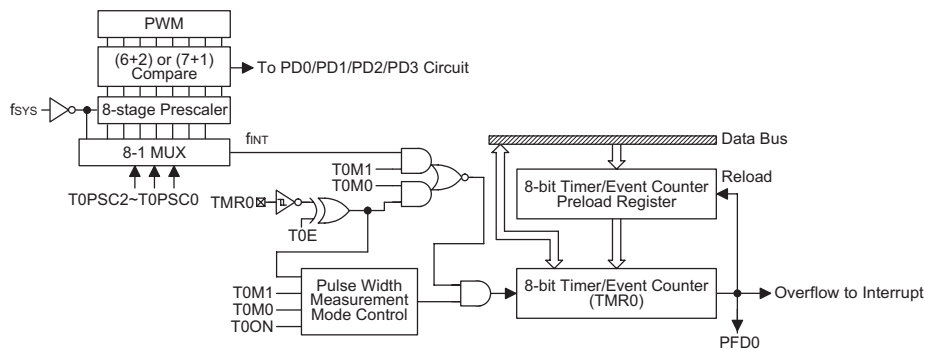 PWM
(6+2) or (7+1)
Compare
To PD0/PD1/PD2/PD3 Circuit
fSYS
8-stage Prescaler
8-1 MUX
fINT
T0PSC2~T0PSC0
T0M1
T0M0
TMR0
T0E
Data Bus
8-bit Timer/Event Counter
Preload Register
Reload
T0M1
T0M0
T0ON
Pulse Width
Measurement
Mode Control
8-bit Timer/Event Counter
(TMR0)
Overflow to Interrupt
PFD0